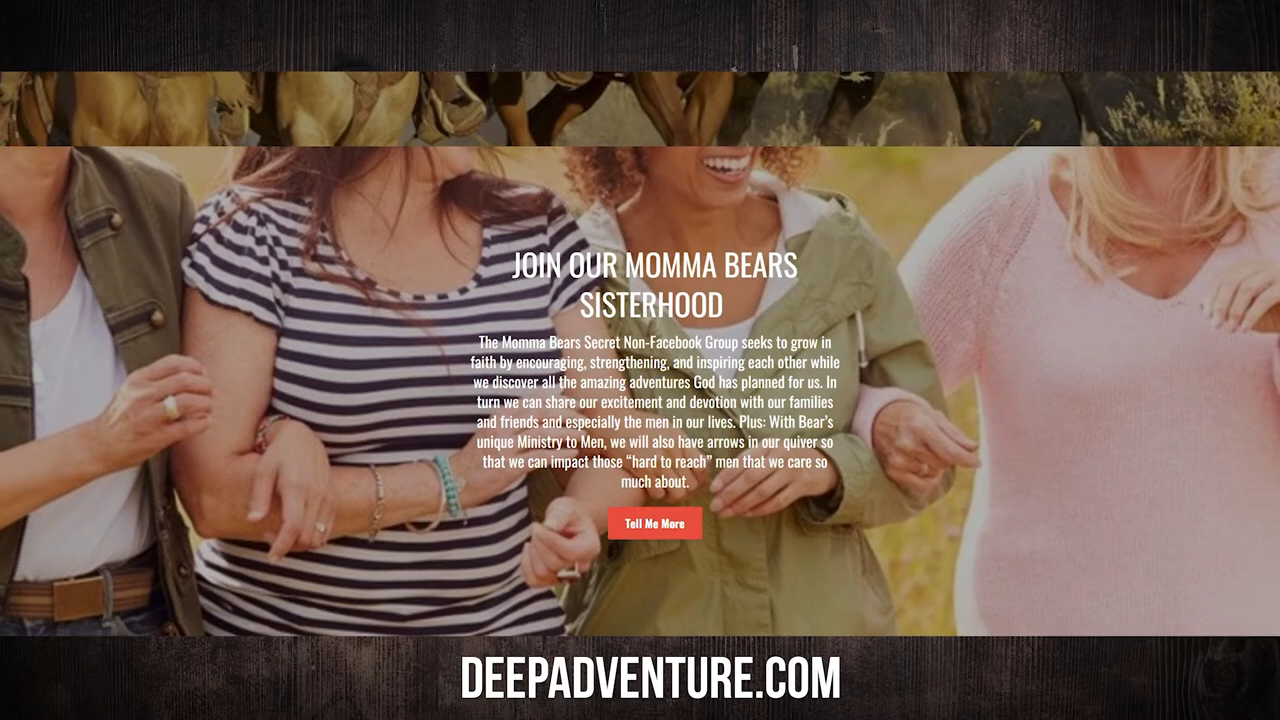 JOIN OUR MOMMA BEARS
SISTERHOOD
The Momma Bears Secret Non-Facebook Group seeks to grow in
faith by encouraging, strengthening, and inspiring each other while
we discover all the amazing adventures God has planned for us. In
turn we can share our excitement and devotion with our families
and friends and especially the men in our lives. Plus: With Bear’s
unique Ministry to Men, we will also have arrows in our quiver so
that we can impact those “hard to reach” men that we care so
much about.
Tell Me More
DEEPADVENTURE.COM